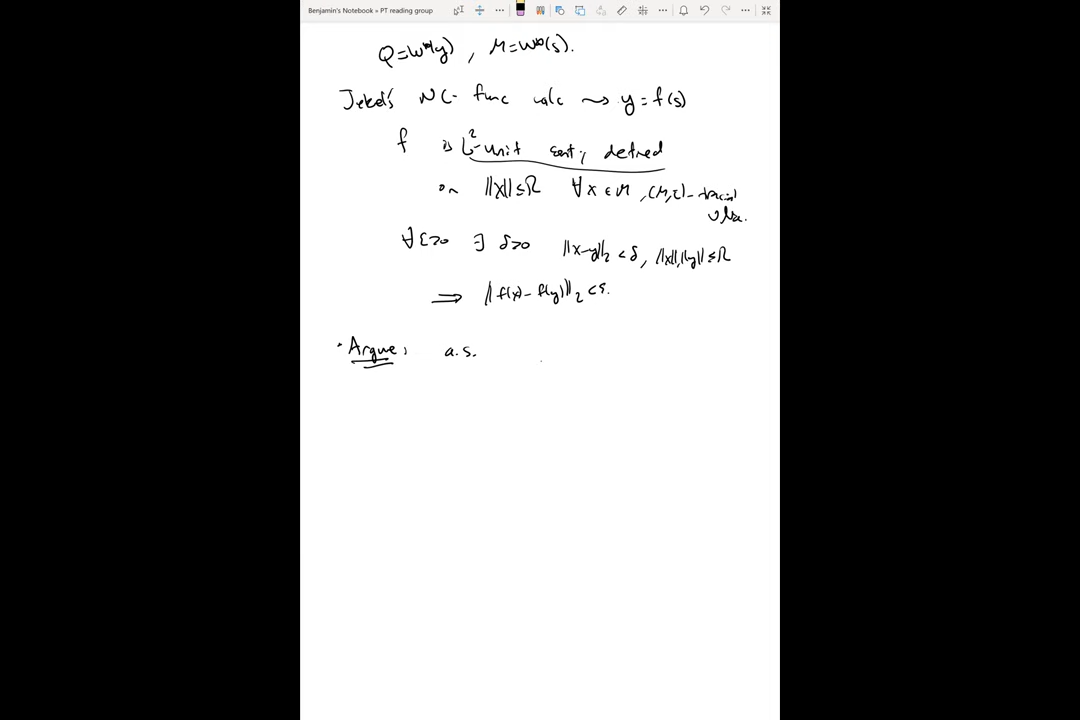 Benjamin's Notebook » PT reading group
Q=W*(y), M=W*(s).
Jekel's NC- func calc ⇝ y=f(s)
f is L²-unif cont, defined
on ||x||≤R ∀x∈M, (M,τ)-tracial
vNa.
∀ε>0 ∃ δ>0 ||x-y||₂<δ, ||x||,||y||≤R
⟹ ||f(x)-f(y)||₂<ε.
· Argue: a.s.